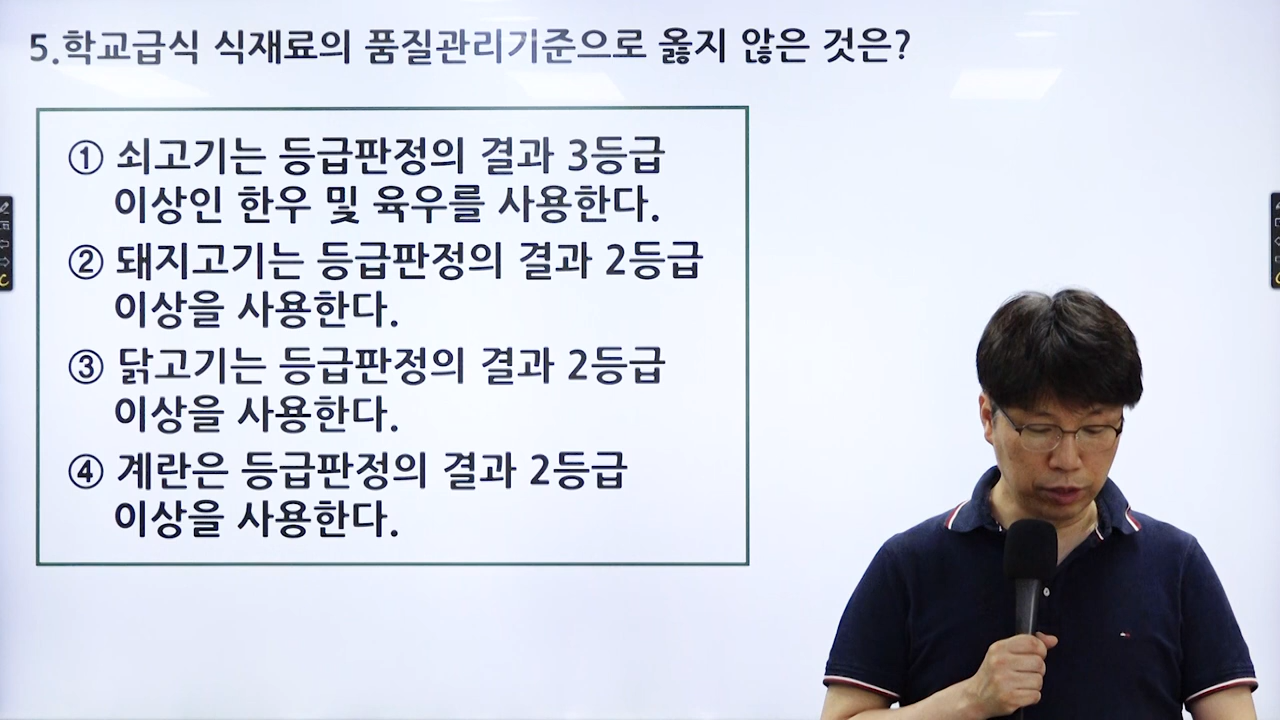 5.학교급식 식재료의 품질관리기준으로 옳지 않은 것은?
① 쇠고기는 등급판정의 결과 3등급
이상인 한우 및 육우를 사용한다.
② 돼지고기는 등급판정의 결과 2등급
이상을 사용한다.
③ 닭고기는 등급판정의 결과 2등급
이상을 사용한다.
④ 계란은 등급판정의 결과 2등급
이상을 사용한다.